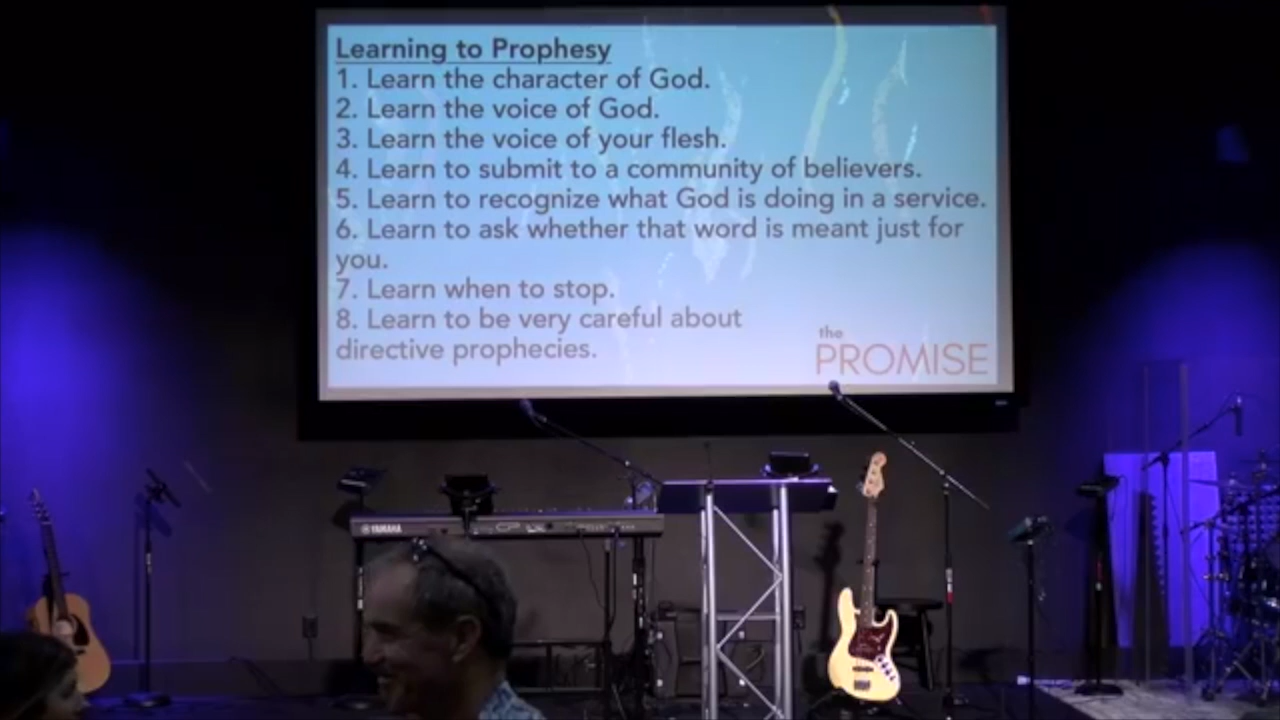 Learning to Prophesy
1. Learn the character of God.
2. Learn the voice of God.
3. Learn the voice of your flesh.
4. Learn to submit to a community of believers.
5. Learn to recognize what God is doing in a service.
6. Learn to ask whether that word is meant just for
you.
7. Learn when to stop.
8. Learn to be very careful about
directive prophecies.
the
PROMISE
YAMAHA